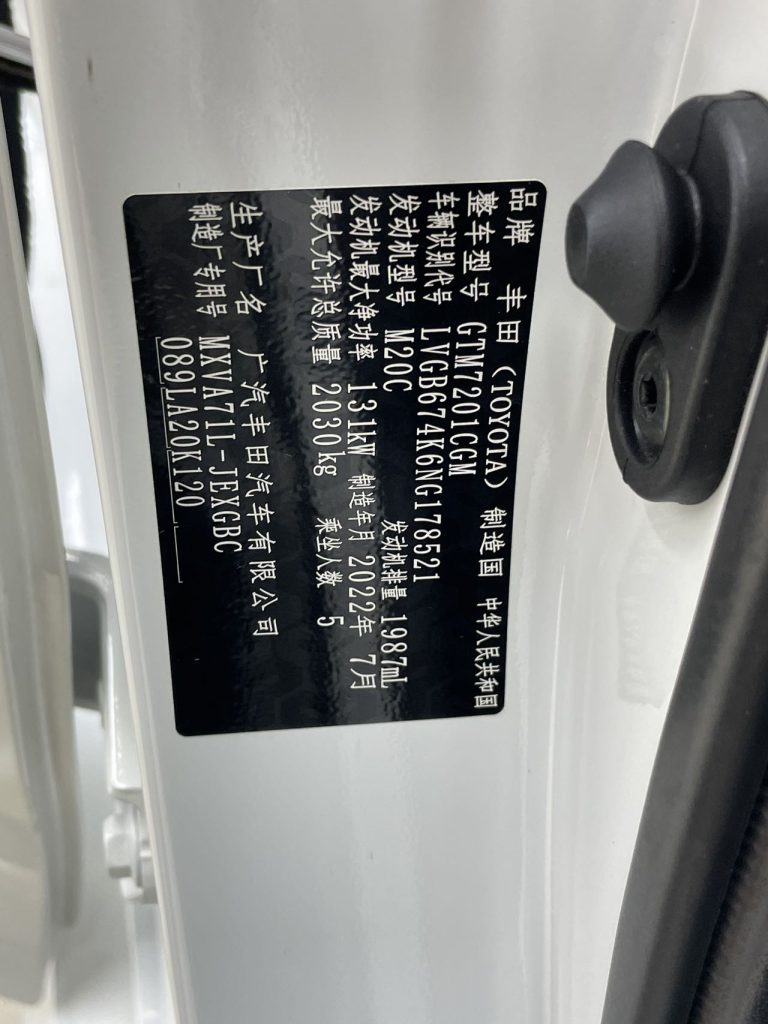 品牌 丰田（TOYOTA） 制造国 中华人民共和国
整车型号 GTM7201CGM
车辆识别代号 LVGB674K6NG178521
发动机型号 M20C 发动机排量 1987mL
发动机最大净功率 131kW 制造年月 2022年 7月
最大允许总质量 2030kg 乘坐人数 5
生产厂名 广汽丰田汽车有限公司
制造厂专用号 MXVA71L-JEXGBC
089LA20K120